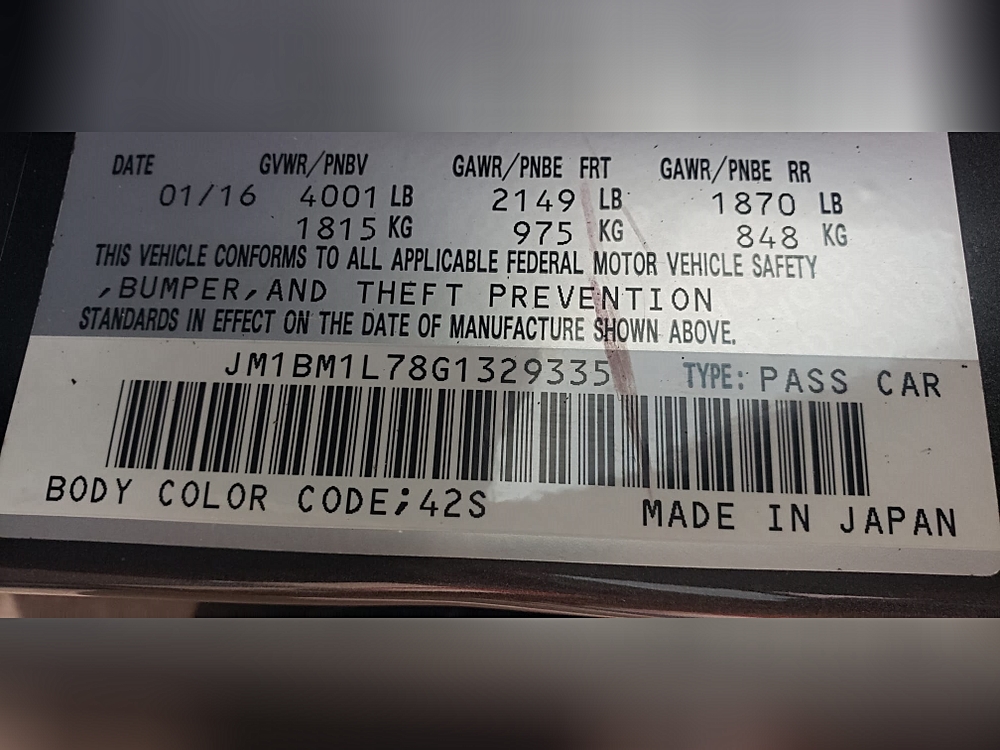 DATE GVWR/PNBV GAWR/PNBE FRT GAWR/PNBE RR
01/16 4001 LB 2149 LB 1870 LB
1815 KG 975 KG 848 KG
THIS VEHICLE CONFORMS TO ALL APPLICABLE FEDERAL MOTOR VEHICLE SAFETY
,BUMPER,AND THEFT PREVENTION
STANDARDS IN EFFECT ON THE DATE OF MANUFACTURE SHOWN ABOVE.
JM1BM1L78G1329335 TYPE: PASS CAR
BODY COLOR CODE;42S MADE IN JAPAN